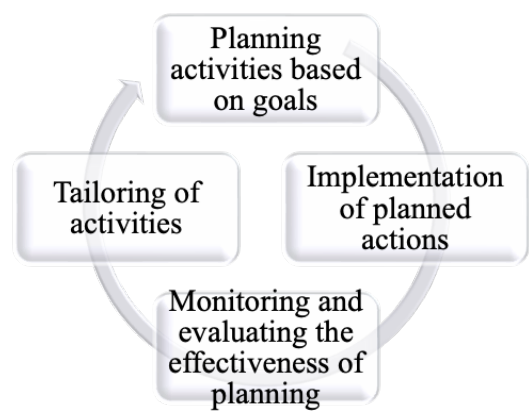 Planning
activities based
on goals
Implementation
of planned
actions
Monitoring and
evaluating the
effectiveness of
planning
Tailoring of
activities